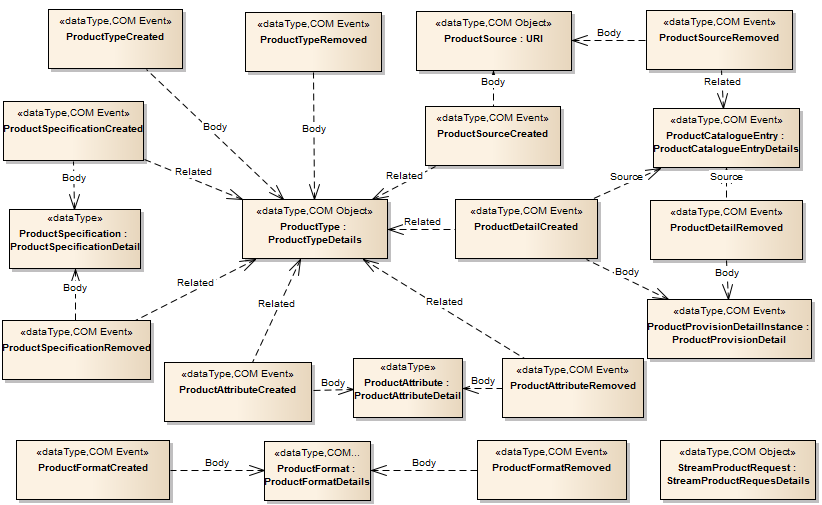 «dataType,COM Event»
ProductTypeCreated
«dataType,COM Event»
ProductTypeRemoved
«dataType,COM Object»
ProductSource : URI
Body
«dataType,COM Event»
ProductSourceRemoved
Related
Body
«dataType,COM Event»
ProductSpecificationCreated
Body
Body
«dataType,COM Event»
ProductSourceCreated
«dataType,COM Event»
ProductCatalogueEntry :
ProductCatalogueEntryDetails
Body
Related
Related
Source
Source
«dataType»
ProductSpecification :
ProductSpecificationDetail
«dataType,COM Object»
ProductType :
ProductTypeDetails
Related
«dataType,COM Event»
ProductDetailCreated
«dataType,COM Event»
ProductDetailRemoved
Body
Related
Body
Body
«dataType,COM Event»
ProductSpecificationRemoved
Related
Related
«dataType,COM Event»
ProductProvisionDetailInstance :
ProductProvisionDetail
«dataType,COM Event»
ProductAttributeCreated
Body
«dataType»
ProductAttribute :
ProductAttributeDetail
Body
«dataType,COM Event»
ProductAttributeRemoved
«dataType,COM Event»
ProductFormatCreated
Body
«dataType,COM...
ProductFormat :
ProductFormatDetails
Body
«dataType,COM Event»
ProductFormatRemoved
«dataType,COM Object»
StreamProductRequest :
StreamProductRequesDetails